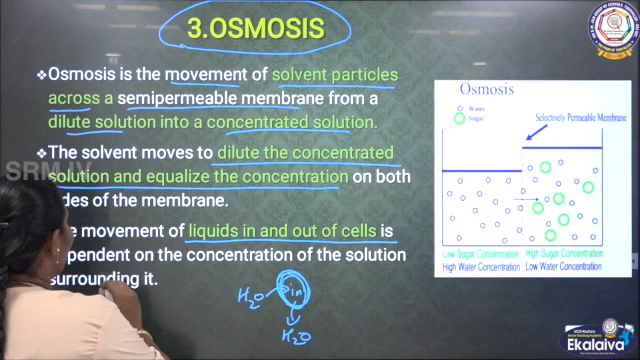 3.OSMOSIS
❖Osmosis is the movement of solvent particles
across a semipermeable membrane from a
dilute solution into a concentrated solution.
❖The solvent moves to dilute the concentrated
solution and equalize the concentration on both
sides of the membrane.
movement of liquids in and out of cells is
dependent on the concentration of the solution
surrounding it.
H₂O
in
H₂O
Osmosis
Water
Sugar
Selectively Permeable Membrane
Low Sugar Concentration
High Water Concentration
High Sugar Concentration
Low Water Concentration
SRM IV
Ekalaiva